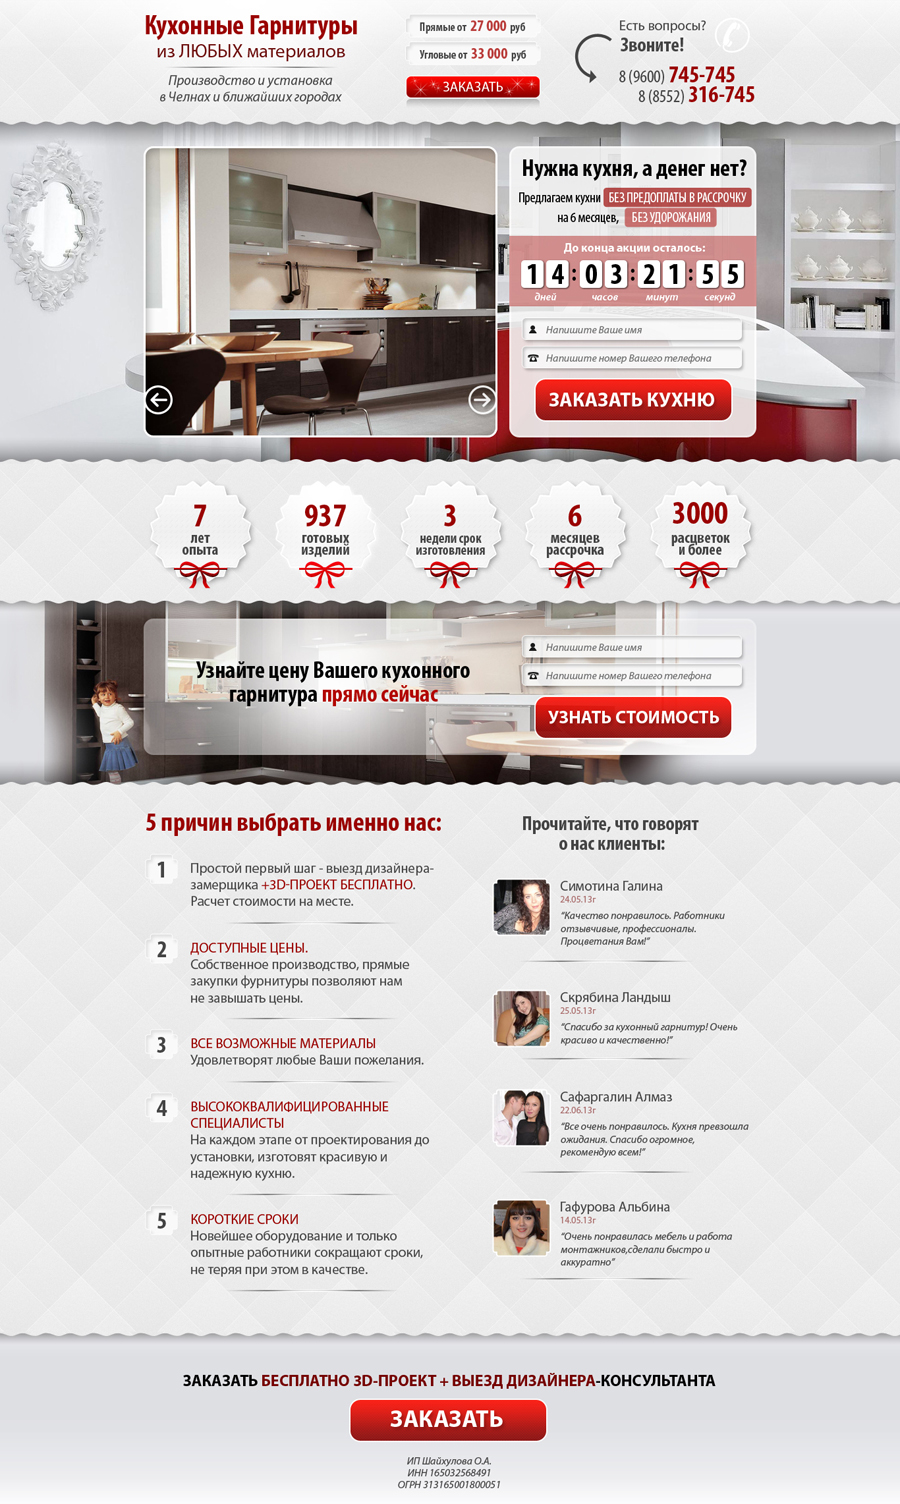 Кухонные Гарнитуры
из ЛЮБЫХ материалов
Производство и установка
в Челнах и ближайших городах
Прямые от 27 000 руб
Угловые от 33 000 руб
ЗАКАЗАТЬ
Есть вопросы?
Звоните!
8 (9600) 745-745
8 (8552) 316-745
Нужна кухня, а денег нет?
Предлагаем кухни БЕЗ ПРЕДОПЛАТЫ В РАССРОЧКУ
на 6 месяцев, БЕЗ УДОРОЖАНИЯ
До конца акции осталось:
14:03:21:55
дней часов минут секунд
Напишите Ваше имя
Напишите номер Вашего телефона
ЗАКАЗАТЬ КУХНЮ
7
лет
опыта
937
готовых
изделий
3
недели срок
изготовления
6
месяцев
рассрочка
3000
расцветок
и более
Узнайте цену Вашего кухонного
гарнитура прямо сейчас
Напишите Ваше имя
Напишите номер Вашего телефона
УЗНАТЬ СТОИМОСТЬ
5 причин выбрать именно нас:
1
Простой первый шаг - выезд дизайнера-
замерщика +3D-ПРОЕКТ БЕСПЛАТНО.
Расчет стоимости на месте.
2
ДОСТУПНЫЕ ЦЕНЫ.
Собственное производство, прямые
закупки фурнитуры позволяют нам
не завышать цены.
3
ВСЕ ВОЗМОЖНЫЕ МАТЕРИАЛЫ
Удовлетворят любые Ваши пожелания.
4
ВЫСОКОКВАЛИФИЦИРОВАННЫЕ
СПЕЦИАЛИСТЫ
На каждом этапе от проектирования до
установки, изготовят красивую и
надежную кухню.
5
КОРОТКИЕ СРОКИ
Новейшее оборудование и только
опытные работники сокращают сроки,
не теряя при этом в качестве.
Прочитайте, что говорят
о нас клиенты:
Симотина Галина
24.05.13г
“Качество понравилось. Работники
отзывчивые, профессионалы.
Процветания Вам!”
Скрябина Ландыш
25.05.13г
“Спасибо за кухонный гарнитур! Очень
красиво и качественно!”
Сафаргалин Алмаз
22.06.13г
“Все очень понравилось. Кухня превзошла
ожидания. Спасибо огромное,
рекомендую всем!”
Гафурова Альбина
14.05.13г
“Очень понравилась мебель и работа
монтажников,сделали быстро и
аккуратно”
ЗАКАЗАТЬ БЕСПЛАТНО 3D-ПРОЕКТ + ВЫЕЗД ДИЗАЙНЕРА-КОНСУЛЬТАНТА
ЗАКАЗАТЬ
ИП Шайхулова О.А.
ИНН 165032568491
ОГРН 313165001800051